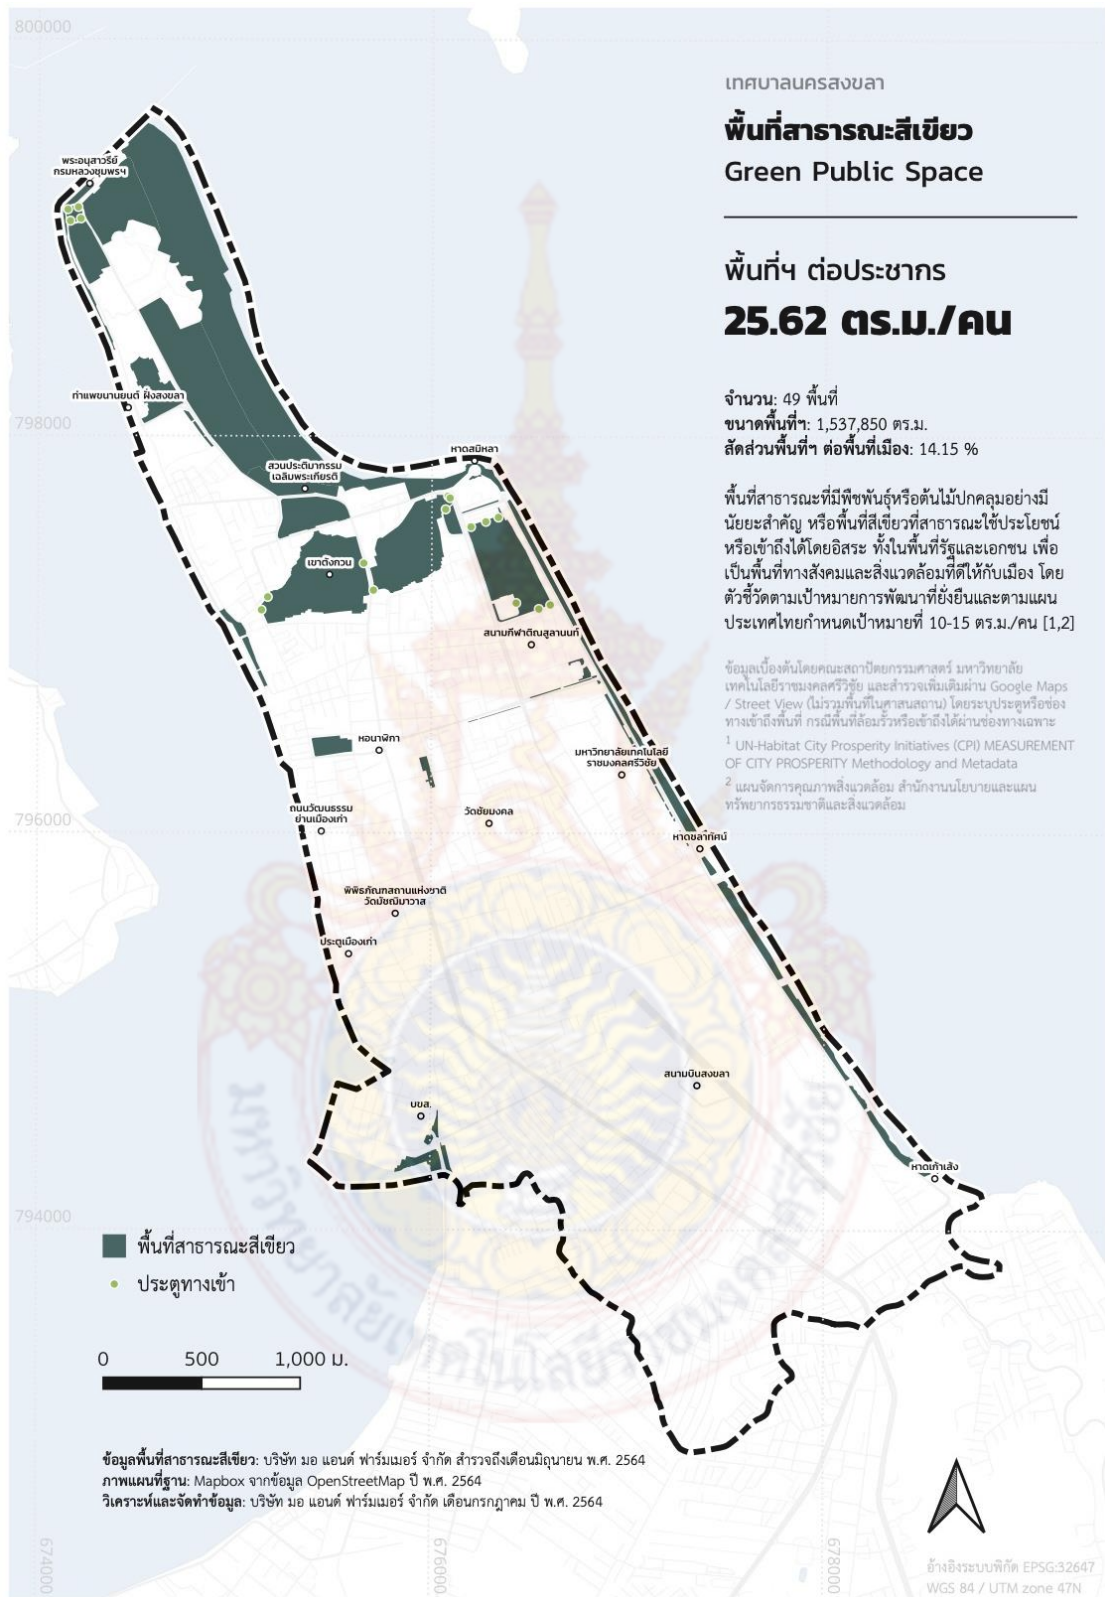 800000
เทศบาลนครสงขลา
พื้นที่สาธารณะสีเขียว
Green Public Space
พื้นที่ฯ ต่อประชากร
25.62 ตร.ม./คน
จำนวน: 49 พื้นที่
ขนาดพื้นที่ฯ: 1,537,850 ตร.ม.
สัดส่วนพื้นที่ฯ ต่อพื้นที่เมือง: 14.15 %
พื้นที่สาธารณะที่มีพืชพันธุ์หรือต้นไม้ปกคลุมอย่างมี
นัยยะสำคัญ หรือพื้นที่สีเขียวที่สาธารณะใช้ประโยชน์
หรือเข้าถึงได้โดยอิสระ ทั้งในพื้นที่รัฐและเอกชน เพื่อ
เป็นพื้นที่ทางสังคมและสิ่งแวดล้อมที่ดีให้กับเมือง โดย
ตัวชี้วัดตามเป้าหมายการพัฒนาที่ยั่งยืนและตามแผน
ประเทศไทยกำหนดเป้าหมายที่ 10-15 ตร.ม./คน [1,2]
ข้อมูลเบื้องต้นโดยคณะสถาปัตยกรรมศาสตร์ มหาวิทยาลัย
เทคโนโลยีราชมงคลศรีวิชัย และสำรวจเพิ่มเติมผ่าน Google Maps
/ Street View (ไม่รวมพื้นที่ในศาสนสถาน) โดยระบุประตูหรือช่อง
ทางเข้าถึงพื้นที่ กรณีพื้นที่ล้อมรั้วหรือเข้าถึงได้ผ่านช่องทางเฉพาะ
1 UN-Habitat City Prosperity Initiatives (CPI) MEASUREMENT
OF CITY PROSPERITY Methodology and Metadata
2 แผนจัดการคุณภาพสิ่งแวดล้อม สำนักงานนโยบายและแผน
ทรัพยากรธรรมชาติและสิ่งแวดล้อม
พระอนุสาวรีย์
กรมหลวงชุมพรฯ
ท่าแพขนานยนต์ ฝั่งสงขลา
798000
หาดสมิหลา
สวนประติมากรรม
เฉลิมพระเกียรติ
เขาตังกวน
สนามกีฬาติณสูลานนท์
หอนาฬิกา
มหาวิทยาลัยเทคโนโลยี
ราชมงคลศรีวิชัย
ถนนวัฒนธรรม
ย่านเมืองเก่า
วัดชัยมงคล
796000
หาดชลาทัศน์
พิพิธภัณฑสถานแห่งชาติ
วัดมัชฌิมาวาส
ประตูเมืองเก่า
สนามบินสงขลา
บขส.
หาดเก้าเส้ง
794000
มหาวิทยาลัยเทคโนโลยีราชมงคลศรีวิชัย
พื้นที่สาธารณะสีเขียว
ประตูทางเข้า
0 500 1,000 ม.
ข้อมูลพื้นที่สาธารณะสีเขียว: บริษัท มอ แอนด์ ฟาร์มเมอร์ จำกัด สำรวจถึงเดือนมิถุนายน พ.ศ. 2564
ภาพแผนที่ฐาน: Mapbox จากข้อมูล OpenStreetMap ปี พ.ศ. 2564
วิเคราะห์และจัดทำข้อมูล: บริษัท มอ แอนด์ ฟาร์มเมอร์ จำกัด เดือนกรกฎาคม ปี พ.ศ. 2564
674000
676000
678000
อ้างอิงระบบพิกัด EPSG:32647
WGS 84 / UTM zone 47N